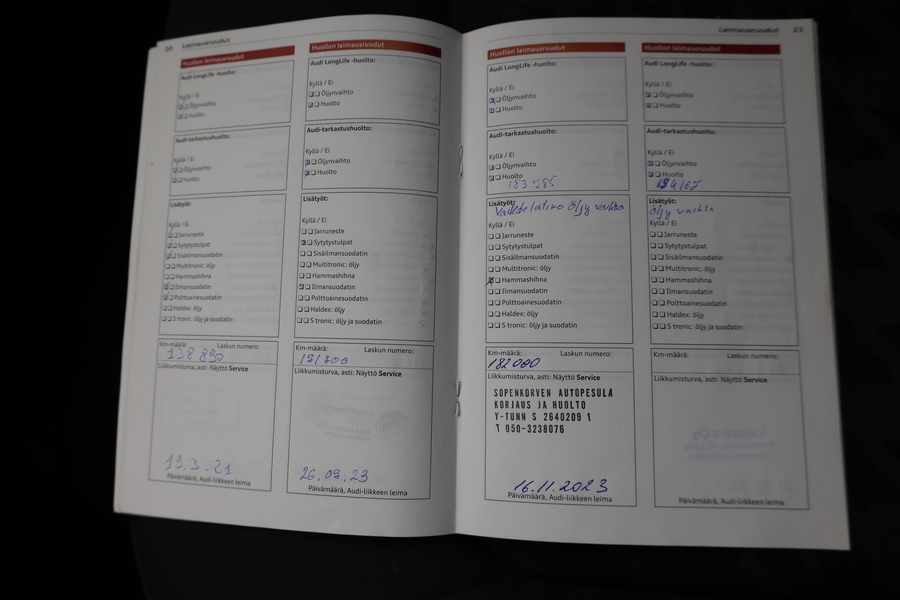 20 Leimausruudut
Huollon leimausruudut
Audi LongLife -huolto:
Kyllä / Ei
Öljynvaihto
Huolto
Audi-tarkastushuolto:
Kyllä / Ei
Öljynvaihto
Huolto
Lisätyöt:
Kyllä / Ei
Jarruneste
Sytytystulpat
Sisäilmansuodatin
Multitronic: öljy
Hammashihna
Ilmansuodatin
Polttoainesuodatin
Haldex: öljy
S tronic: öljy ja suodatin
Km-määrä: Laskun numero:
138 890
Liikkumisturva, asti: Näyttö Service
19.3.21
Päivämäärä, Audi-liikkeen leima
Huollon leimausruudut
Audi LongLife -huolto:
Kyllä / Ei
Öljynvaihto
Huolto
Audi-tarkastushuolto:
Kyllä / Ei
Öljynvaihto
Huolto
Lisätyöt:
Kyllä / Ei
Jarruneste
Sytytystulpat
Sisäilmansuodatin
Multitronic: öljy
Hammashihna
Ilmansuodatin
Polttoainesuodatin
Haldex: öljy
S tronic: öljy ja suodatin
Km-määrä: Laskun numero:
Liikkumisturva, asti: Näyttö Service
26.09.23
Päivämäärä, Audi-liikkeen leima
Leimausruudut 21
Huollon leimausruudut
Audi LongLife -huolto:
Kyllä / Ei
Öljynvaihto
Huolto
Audi-tarkastushuolto:
Kyllä / Ei
Öljynvaihto
Huolto
183 285
Lisätyöt:
öljy vaihto
Kyllä / Ei
Jarruneste
Sytytystulpat
Sisäilmansuodatin
Multitronic: öljy
Hammashihna
Ilmansuodatin
Polttoainesuodatin
Haldex: öljy
S tronic: öljy ja suodatin
Km-määrä: Laskun numero:
182000
Liikkumisturva, asti: Näyttö Service
SOPENKORVEN AUTOPESULA
KORJAUS JA HUOLTO
Y-TUNN S 2640209 1
T 050-3238076
16.11.2023
Päivämäärä, Audi-liikkeen leima
Huollon leimausruudut
Audi LongLife -huolto:
Kyllä / Ei
Öljynvaihto
Huolto
Audi-tarkastushuolto:
Kyllä / Ei
Öljynvaihto
Huolto
Lisätyöt:
öljy vaihto
Kyllä / Ei
Jarruneste
Sytytystulpat
Sisäilmansuodatin
Multitronic: öljy
Hammashihna
Ilmansuodatin
Polttoainesuodatin
Haldex: öljy
S tronic: öljy ja suodatin
Km-määrä: Laskun numero:
Liikkumisturva, asti: Näyttö Service
Päivämäärä, Audi-liikkeen leima